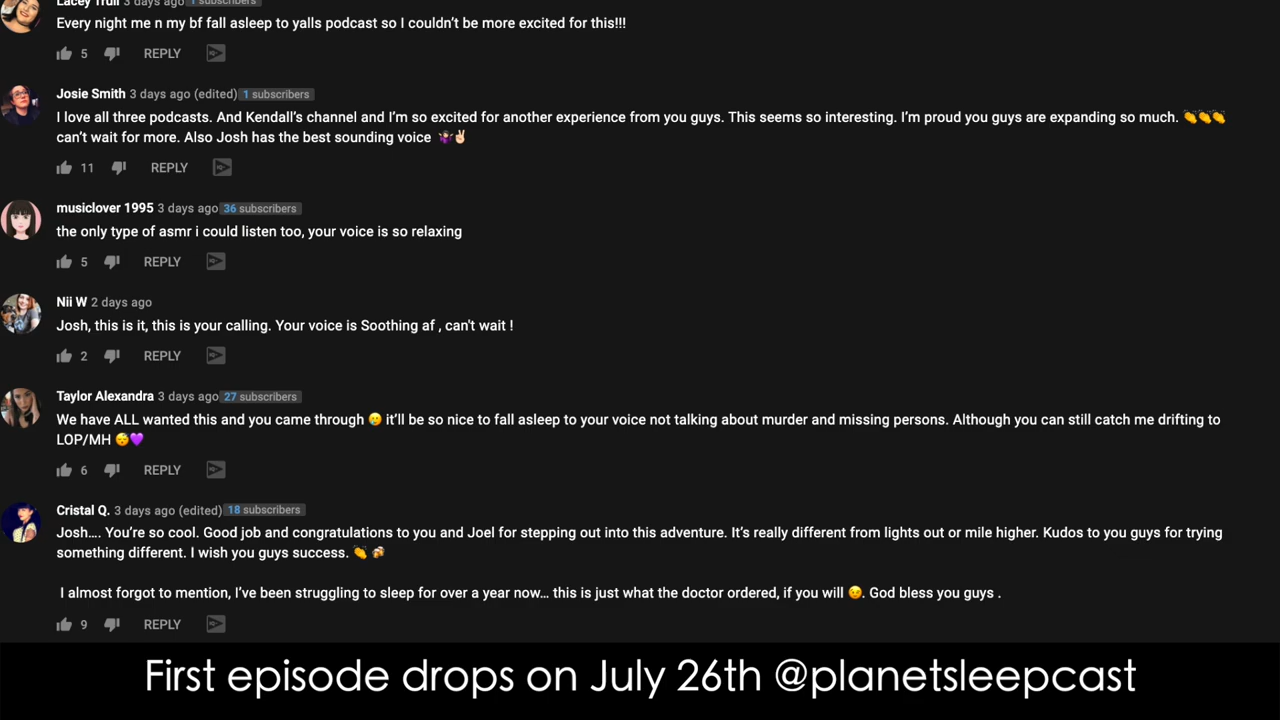 Lacey Trull 3 days ago 1 subscribers
Every night me n my bf fall asleep to yalls podcast so I couldn't be more excited for this!!!
5 REPLY
Josie Smith 3 days ago (edited) 1 subscribers
I love all three podcasts. And Kendall's channel and I'm so excited for another experience from you guys. This seems so interesting. I'm proud you guys are expanding so much. 👏👏👏
can't wait for more. Also Josh has the best sounding voice 🤷🏻‍♀️✌🏻
11 REPLY
musiclover 1995 3 days ago 36 subscribers
the only type of asmr i could listen too, your voice is so relaxing
5 REPLY
Nii W 2 days ago
Josh, this is it, this is your calling. Your voice is Soothing af , can't wait !
2 REPLY
Taylor Alexandra 3 days ago 27 subscribers
We have ALL wanted this and you came through 😢 it'll be so nice to fall asleep to your voice not talking about murder and missing persons. Although you can still catch me drifting to
LOP/MH 😴💜
6 REPLY
Cristal Q. 3 days ago (edited) 18 subscribers
Josh.... You're so cool. Good job and congratulations to you and Joel for stepping out into this adventure. It's really different from lights out or mile higher. Kudos to you guys for trying
something different. I wish you guys success. 👏 🍻
I almost forgot to mention, I've been struggling to sleep for over a year now... this is just what the doctor ordered, if you will 😉. God bless you guys .
9 REPLY
First episode drops on July 26th @planetsleepcast